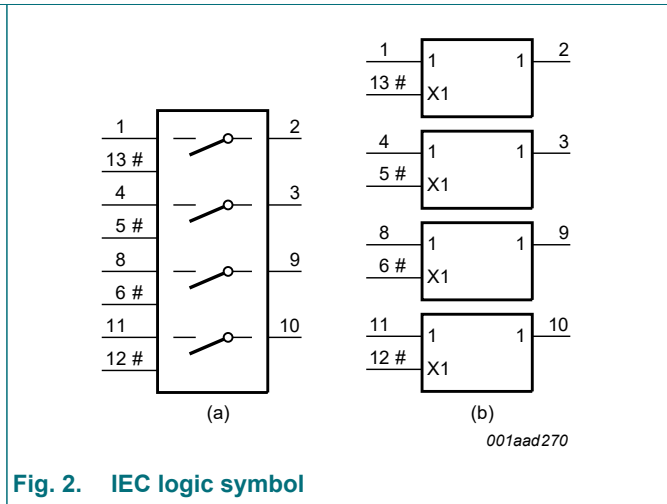 1 2
13 #
4 3
5 #
8 9
6 #
11 10
12 #
(a)
1 1 1 2
13 # X1
4 1 1 3
5 # X1
8 1 1 9
6 # X1
11 1 1 10
12 # X1
(b)
001aad270
Fig. 2. IEC logic symbol